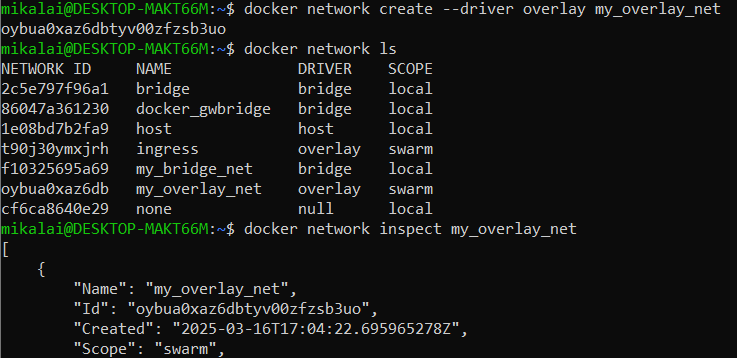 mikalai@DESKTOP-MAKT66M:~$ docker network create --driver overlay my_overlay_net
oybua0xaz6dbtyv00zfzsb3uo
mikalai@DESKTOP-MAKT66M:~$ docker network ls
NETWORK ID     NAME              DRIVER    SCOPE
2c5e797f96a1   bridge            bridge    local
86047a361230   docker_gwbridge   bridge    local
1e08bd7b2fa9   host              host      local
t90j30ymxjrh   ingress           overlay   swarm
f10325695a69   my_bridge_net     bridge    local
oybua0xaz6db   my_overlay_net    overlay   swarm
cf6ca8640e29   none              null      local
mikalai@DESKTOP-MAKT66M:~$ docker network inspect my_overlay_net
[
    {
        "Name": "my_overlay_net",
        "Id": "oybua0xaz6dbtyv00zfzsb3uo",
        "Created": "2025-03-16T17:04:22.695965278Z",
        "Scope": "swarm",